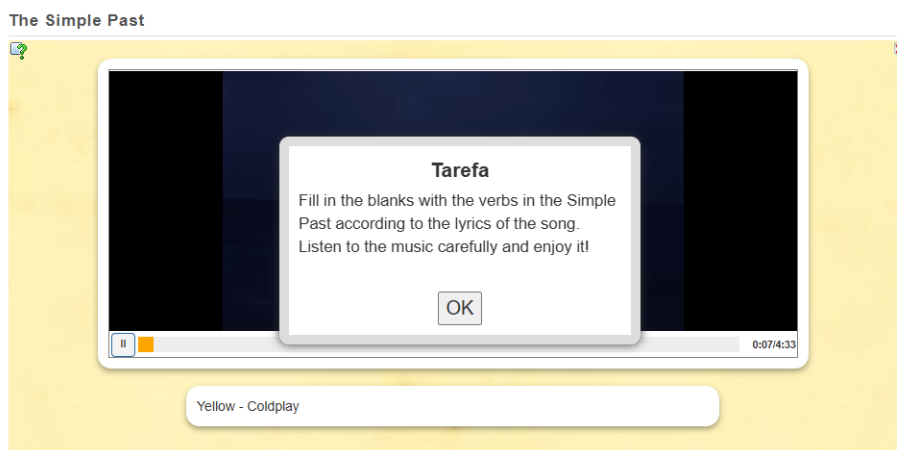 The Simple Past
Tarefa
Fill in the blanks with the verbs in the Simple
Past according to the lyrics of the song.
Listen to the music carefully and enjoy it!
OK
0:07/4:33
Yellow - Coldplay